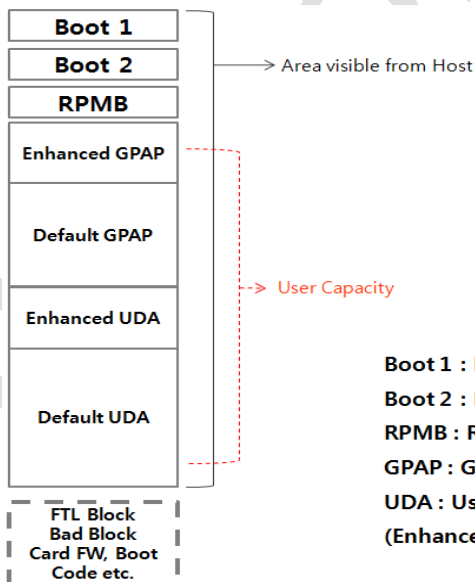 Boot 1
Boot 2
RPMB
Enhanced GPAP
Default GPAP
Enhanced UDA
Default UDA
FTL Block
Bad Block
Card FW, Boot
Code etc.
Area visible from Host
User Capacity
Boot 1 :
Boot 2 :
RPMB :
GPAP :
UDA :